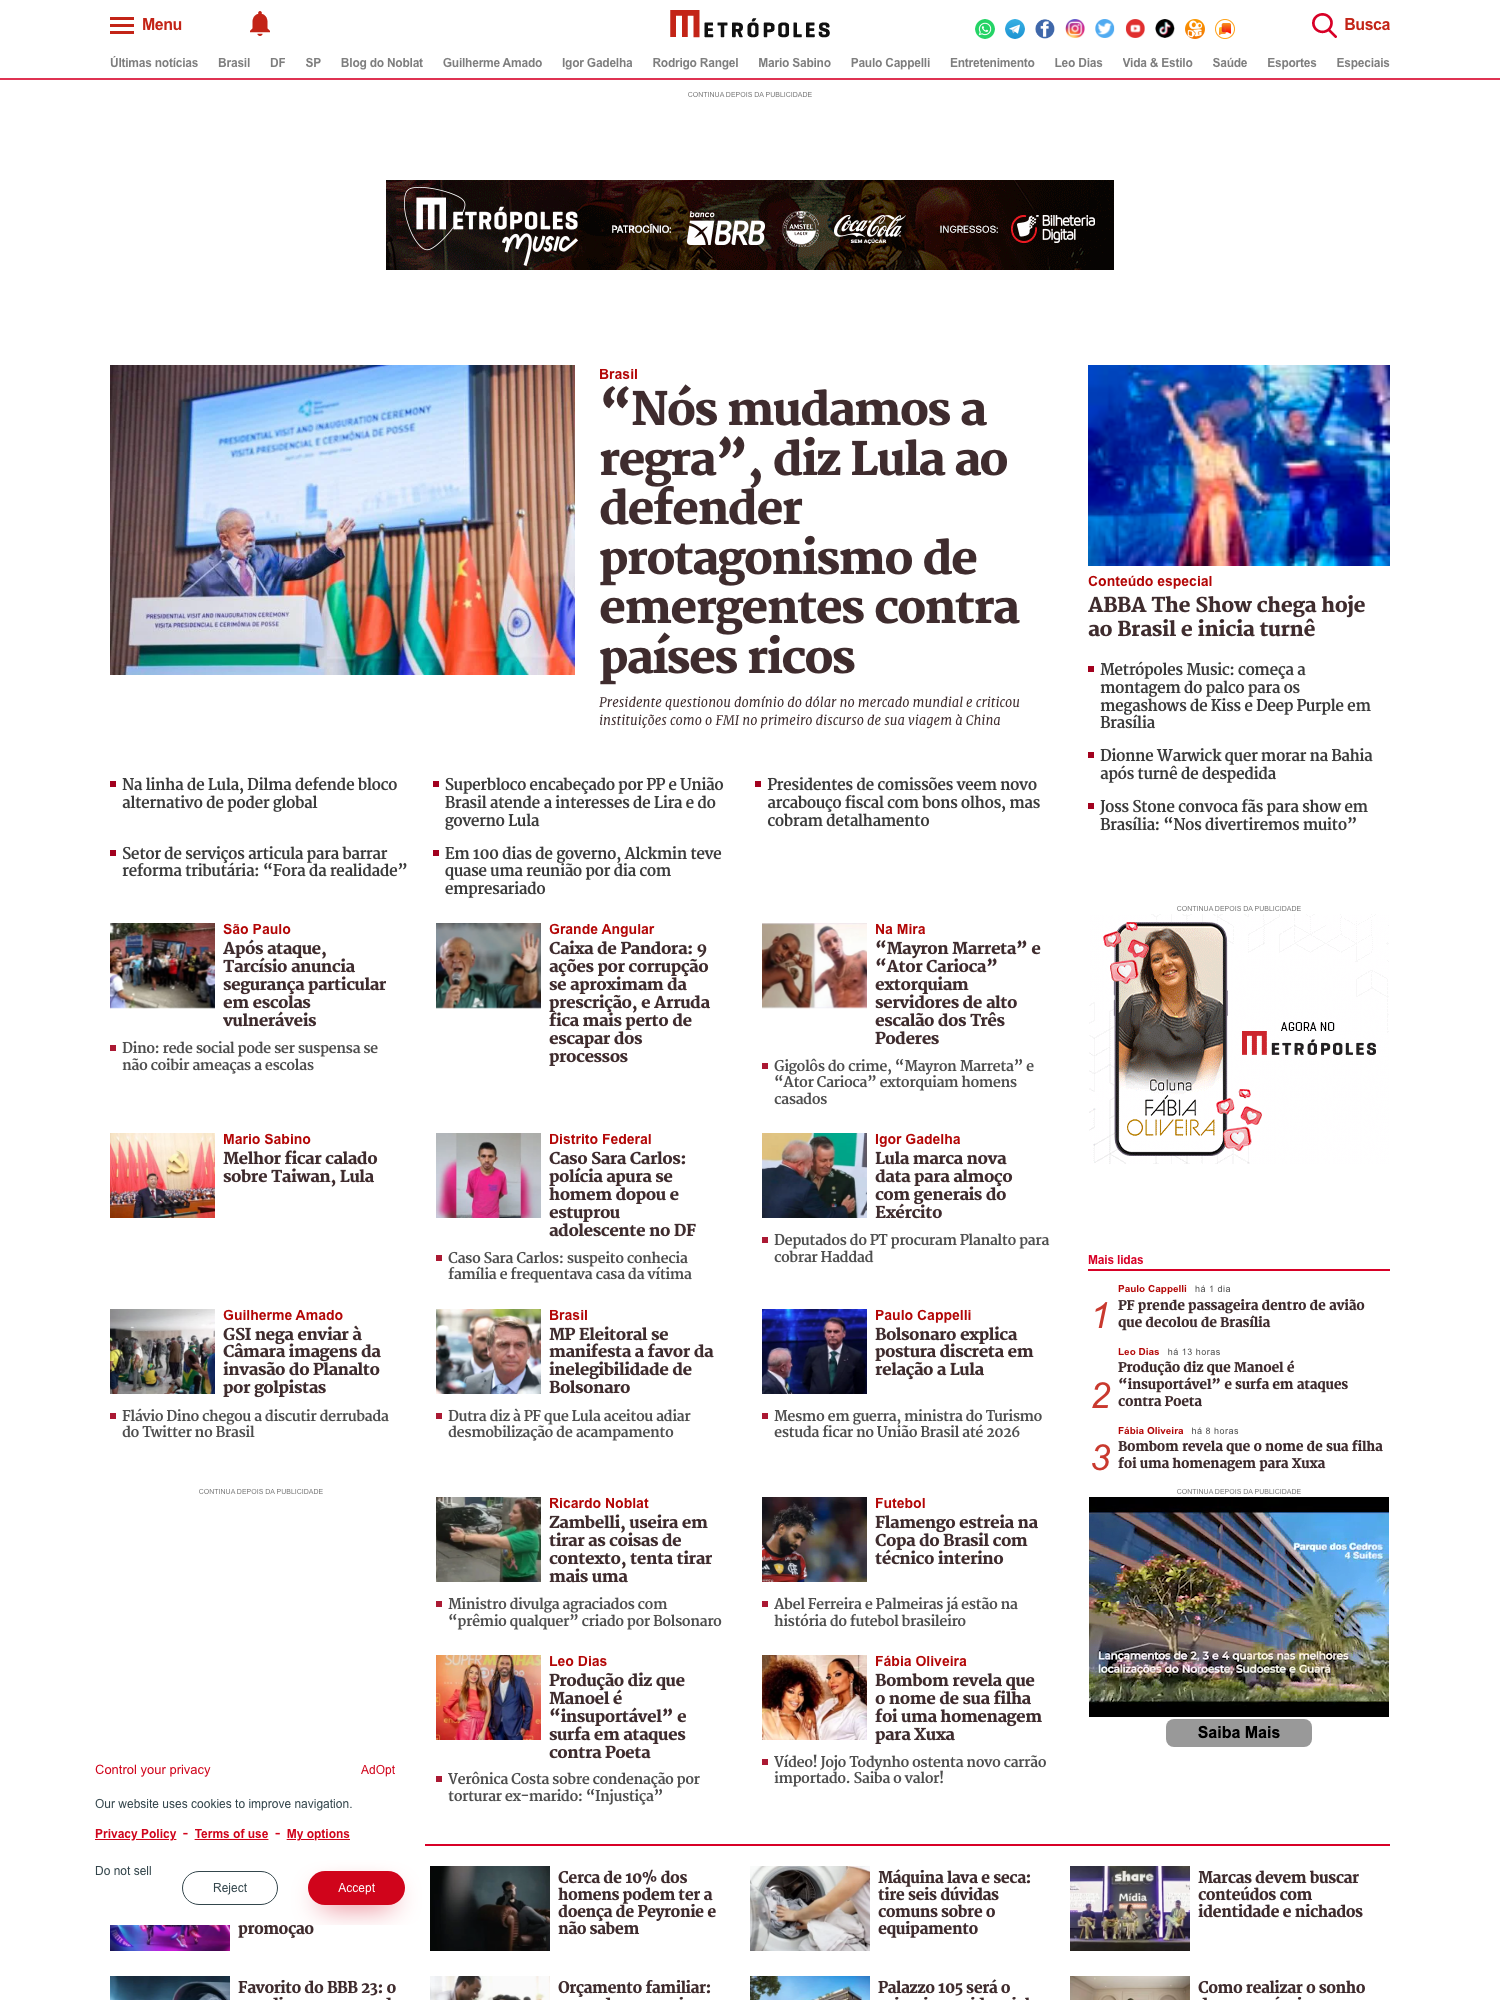 Menu
METRÓPOLES
Busca
Últimas notícias Brasil DF SP Blog do Noblat Guilherme Amado Igor Gadelha Rodrigo Rangel Mario Sabino Paulo Cappelli Entretenimento Leo Dias Vida & Estilo Saúde Esportes Especiais
CONTINUA DEPOIS DA PUBLICIDADE
METRÓPOLES
music
PATROCÍNIO:
banco
BRB
AMSTEL
LAGER
Coca-Cola
SEM AÇÚCAR
INGRESSOS:
Bilheteria
Digital
PRESIDENTIAL VISIT AND INAUGURATION CEREMONY
VISITA PRESIDENCIAL E CERIMÔNIA DE POSSE
PRESIDENTIAL VISIT AND INAUGURATION CEREMONY
VISITA PRESIDENCIAL E CERIMÔNIA DE POSSE
Brasil
“Nós mudamos a
regra”, diz Lula ao
defender
protagonismo de
emergentes contra
países ricos
Presidente questionou domínio do dólar no mercado mundial e criticou
instituições como o FMI no primeiro discurso de sua viagem à China
Conteúdo especial
ABBA The Show chega hoje
ao Brasil e inicia turnê
Metrópoles Music: começa a
montagem do palco para os
megashows de Kiss e Deep Purple em
Brasília
Dionne Warwick quer morar na Bahia
após turnê de despedida
Joss Stone convoca fãs para show em
Brasília: “Nos divertiremos muito”
Na linha de Lula, Dilma defende bloco
alternativo de poder global
Superbloco encabeçado por PP e União
Brasil atende a interesses de Lira e do
governo Lula
Presidentes de comissões veem novo
arcabouço fiscal com bons olhos, mas
cobram detalhamento
Setor de serviços articula para barrar
reforma tributária: “Fora da realidade”
Em 100 dias de governo, Alckmin teve
quase uma reunião por dia com
empresariado
São Paulo
Após ataque,
Tarcísio anuncia
segurança particular
em escolas
vulneráveis
Dino: rede social pode ser suspensa se
não coibir ameaças a escolas
Grande Angular
Caixa de Pandora: 9
ações por corrupção
se aproximam da
prescrição, e Arruda
fica mais perto de
escapar dos
processos
Na Mira
“Mayron Marreta” e
“Ator Carioca”
extorquiam
servidores de alto
escalão dos Três
Poderes
Gigolôs do crime, “Mayron Marreta” e
“Ator Carioca” extorquiam homens
casados
CONTINUA DEPOIS DA PUBLICIDADE
Coluna
FÁBIA
OLIVEIRA
AGORA NO
METRÓPOLES
Mario Sabino
Melhor ficar calado
sobre Taiwan, Lula
Distrito Federal
Caso Sara Carlos:
polícia apura se
homem dopou e
estuprou
adolescente no DF
Caso Sara Carlos: suspeito conhecia
família e frequentava casa da vítima
Igor Gadelha
Lula marca nova
data para almoço
com generais do
Exército
Deputados do PT procuram Planalto para
cobrar Haddad
Guilherme Amado
GSI nega enviar à
Câmara imagens da
invasão do Planalto
por golpistas
Flávio Dino chegou a discutir derrubada
do Twitter no Brasil
Brasil
MP Eleitoral se
manifesta a favor da
inelegibilidade de
Bolsonaro
Dutra diz à PF que Lula aceitou adiar
desmobilização de acampamento
Paulo Cappelli
Bolsonaro explica
postura discreta em
relação a Lula
Mesmo em guerra, ministra do Turismo
estuda ficar no União Brasil até 2026
Mais lidas
1
Paulo Cappelli há 1 dia
PF prende passageira dentro de avião
que decolou de Brasília
2
Leo Dias há 13 horas
Produção diz que Manoel é
“insuportável” e surfa em ataques
contra Poeta
3
Fábia Oliveira há 8 horas
Bombom revela que o nome de sua filha
foi uma homenagem para Xuxa
CONTINUA DEPOIS DA PUBLICIDADE
Ricardo Noblat
Zambelli, useira em
tirar as coisas de
contexto, tenta tirar
mais uma
Ministro divulga agraciados com
“prêmio qualquer” criado por Bolsonaro
Futebol
Flamengo estreia na
Copa do Brasil com
técnico interino
Abel Ferreira e Palmeiras já estão na
história do futebol brasileiro
CONTINUA DEPOIS DA PUBLICIDADE
Parque dos Cedros
4 Suítes
Lançamentos de 2, 3 e 4 quartos nas melhores
localizações do Noroeste, Sudoeste e Guará
Saiba Mais
Leo Dias
Produção diz que
Manoel é
“insuportável” e
surfa em ataques
contra Poeta
Verônica Costa sobre condenação por
torturar ex-marido: “Injustiça”
Fábia Oliveira
Bombom revela que
o nome de sua filha
foi uma homenagem
para Xuxa
Vídeo! Jojo Todynho ostenta novo carrão
importado. Saiba o valor!
Control your privacy
AdOpt
Our website uses cookies to improve navigation.
Privacy Policy - Terms of use - My options
Do not sell
Reject
Accept
promoção
Cerca de 10% dos
homens podem ter a
doença de Peyronie e
não sabem
Máquina lava e seca:
tire seis dúvidas
comuns sobre o
equipamento
share
Mídia
Marcas devem buscar
conteúdos com
identidade e nichados
Favorito do BBB 23: o
Orçamento familiar:
Palazzo 105 será o
Como realizar o sonho